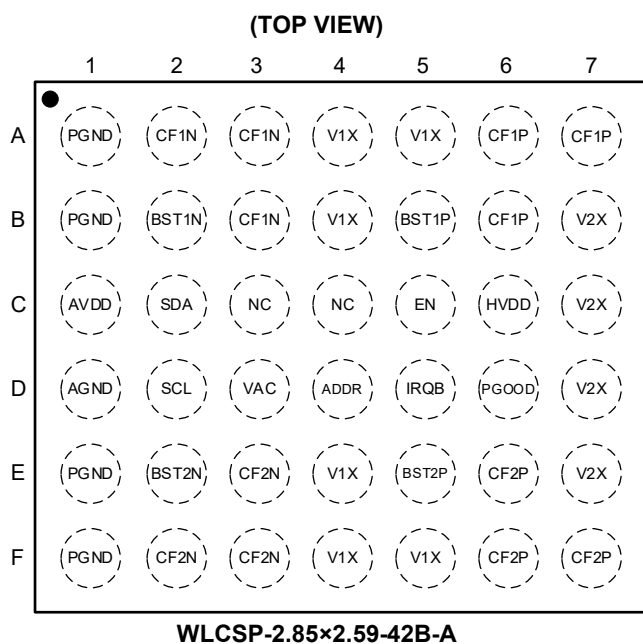 (TOP VIEW)
1 2 3 4 5 6 7
A PGND CF1N CF1N V1X V1X CF1P CF1P
B PGND BST1N CF1N V1X BST1P CF1P V2X
C AVDD SDA NC NC EN HVDD V2X
D AGND SCL VAC ADDR IRQB PGOOD V2X
E PGND BST2N CF2N V1X BST2P CF2P V2X
F PGND CF2N CF2N V1X V1X CF2P CF2P
WLCSP-2.85×2.59-42B-A